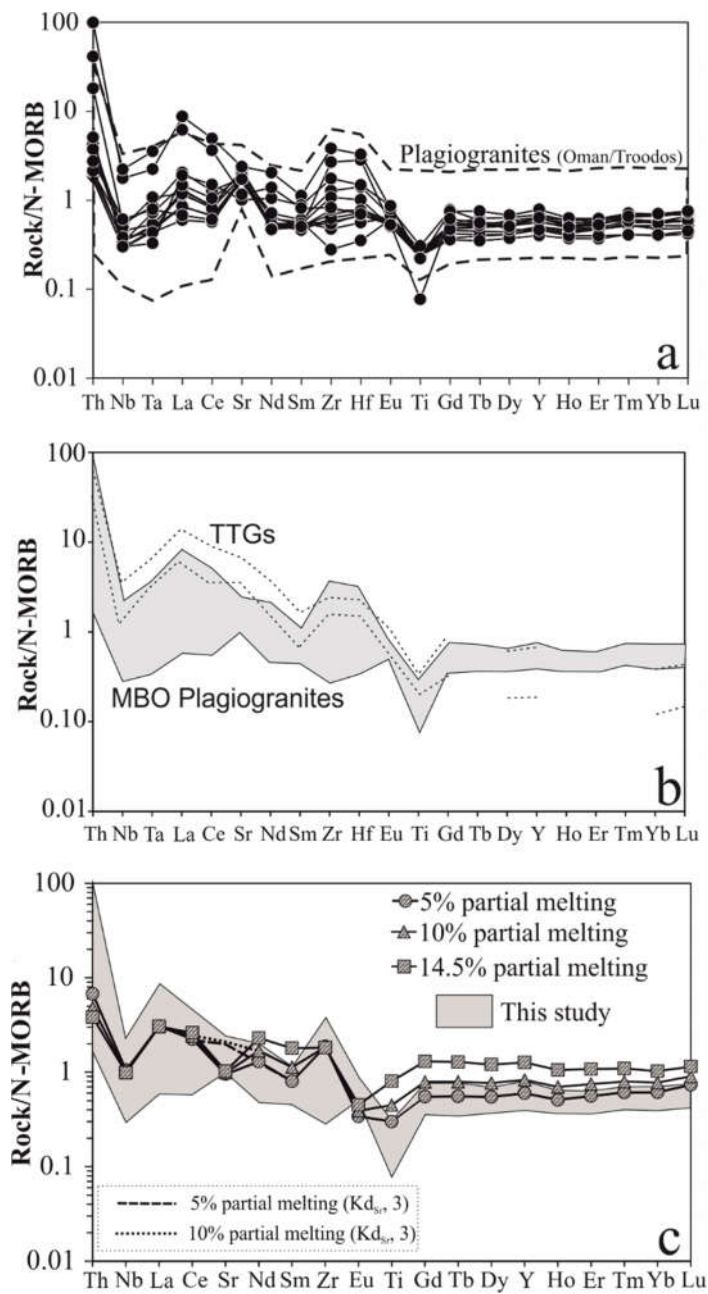 100
10
1
0.1
0.01
Rock/N-MORB
Plagiogranites (Oman/Troodos)
a
Th Nb Ta La Ce Sr Nd Sm Zr Hf Eu Ti Gd Tb Dy Y Ho Er Tm Yb Lu
100
10
1
0.10
0.01
Rock/N-MORB
TTGs
MBO Plagiogranites
b
Th Nb Ta La Ce Sr Nd Sm Zr Hf Eu Ti Gd Tb Dy Y Ho Er Tm Yb Lu
100
10
1
0.1
0.01
Rock/N-MORB
5% partial melting
10% partial melting
14.5% partial melting
This study
5% partial melting (Kd_Sr, 3)
10% partial melting (Kd_Sr, 3)
c
Th Nb La Ce Sr Nd Sm Zr Eu Ti Gd Tb Dy Y Ho Er Tm Yb Lu